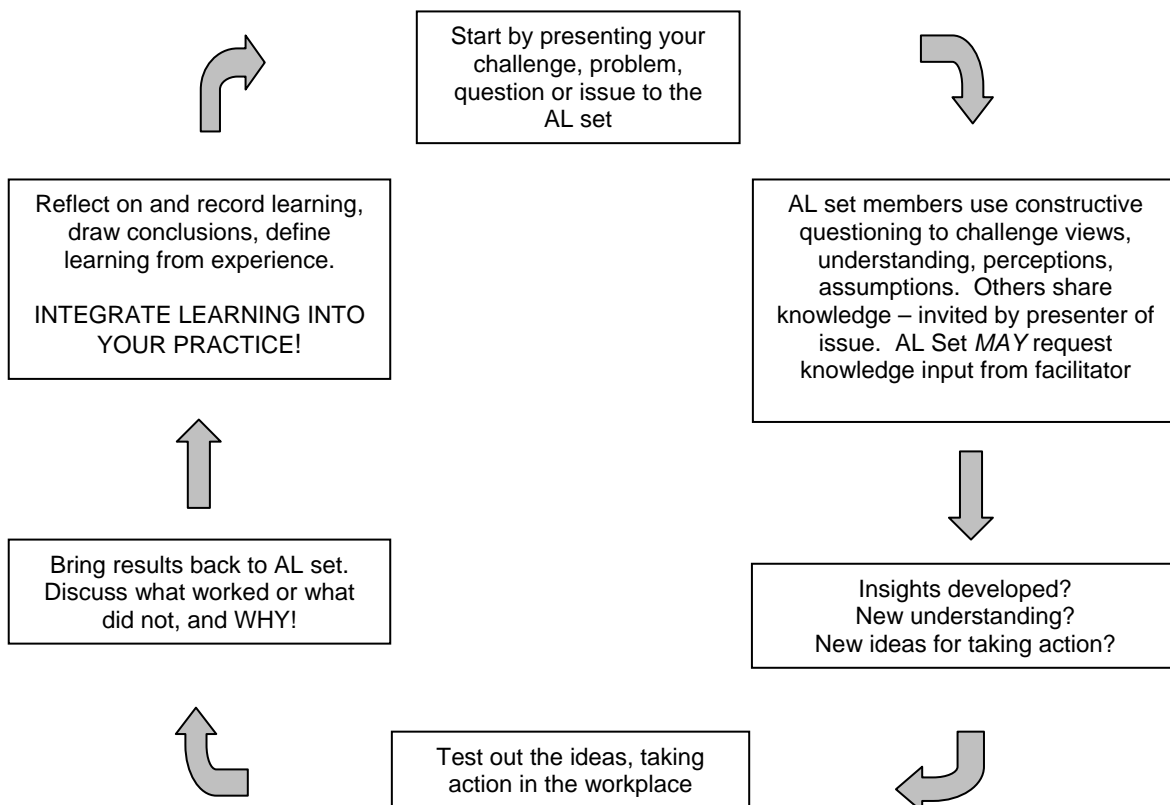 Start by presenting your
challenge, problem,
question or issue to the
AL set
AL set members use constructive
questioning to challenge views,
understanding, perceptions,
assumptions.  Others share
knowledge – invited by presenter of
issue.  AL Set MAY request
knowledge input from facilitator
Insights developed?
New understanding?
New ideas for taking action?
Test out the ideas, taking
action in the workplace
Bring results back to AL set.
Discuss what worked or what
did not, and WHY!
Reflect on and record learning,
draw conclusions, define
learning from experience.
INTEGRATE LEARNING INTO
YOUR PRACTICE!